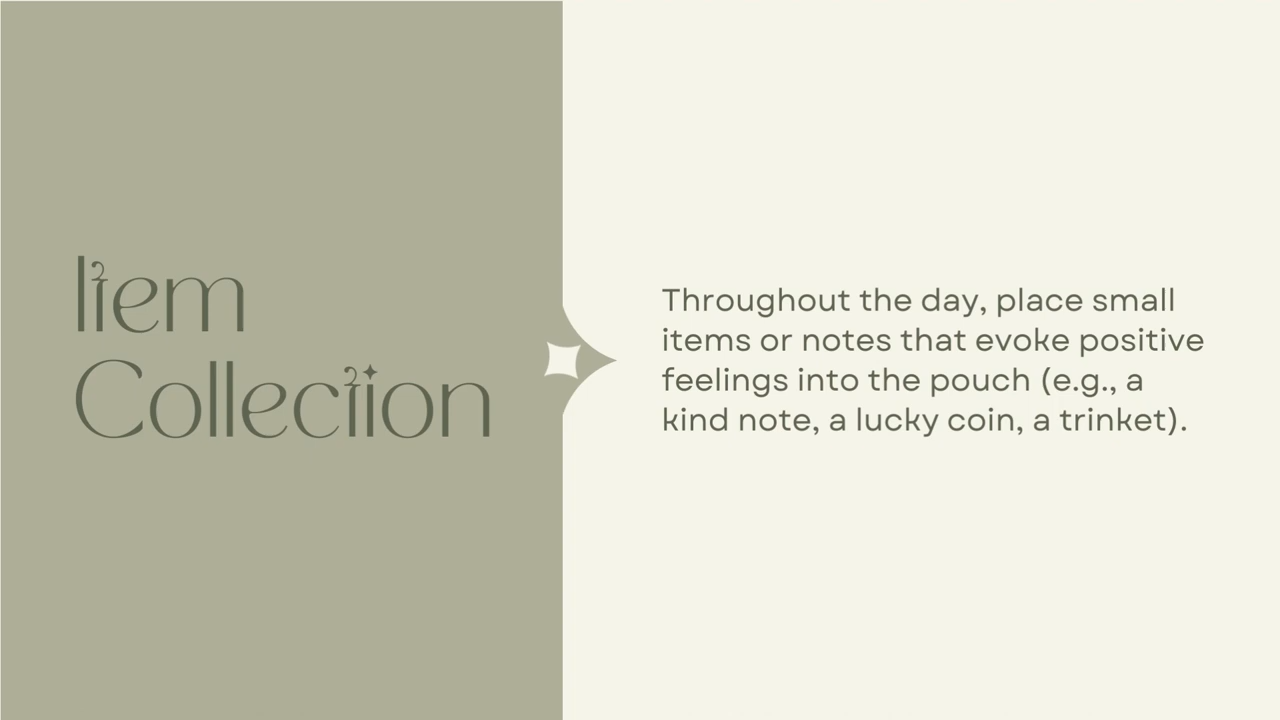 Item
Collection
Throughout the day, place small
items or notes that evoke positive
feelings into the pouch (e.g., a
kind note, a lucky coin, a trinket).